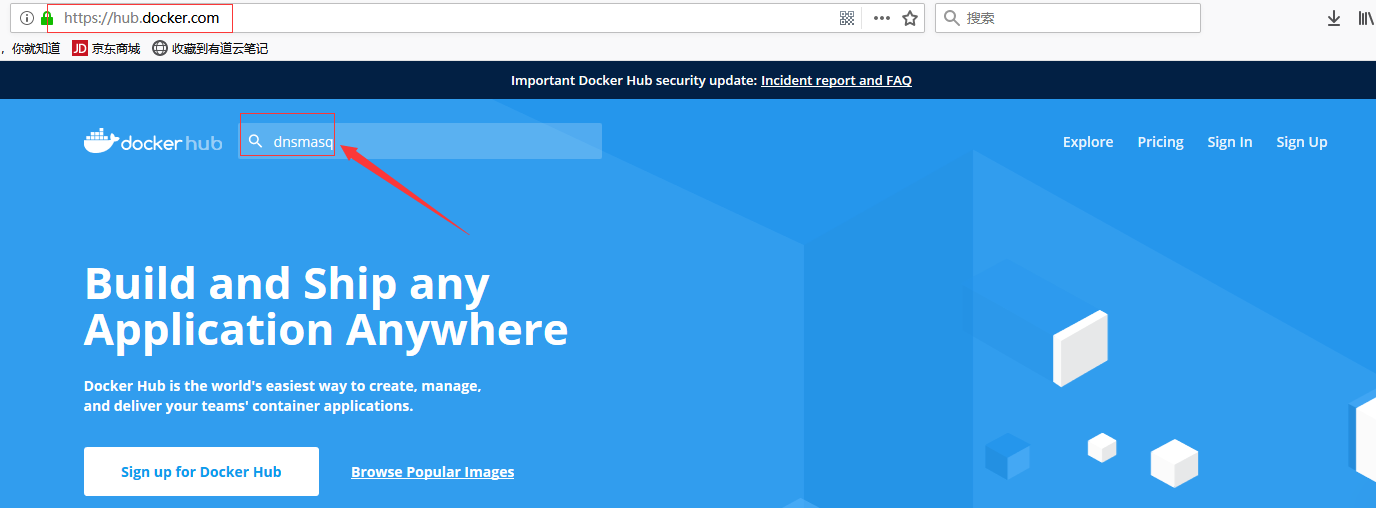 https://hub.docker.com
搜索
，你就知道 JD 京东商城 收藏到有道云笔记
Important Docker Hub security update: Incident report and FAQ
docker hub dnsmasq Explore Pricing Sign In Sign Up
Build and Ship any
Application Anywhere
Docker Hub is the world's easiest way to create, manage,
and deliver your teams' container applications.
Sign up for Docker Hub Browse Popular Images